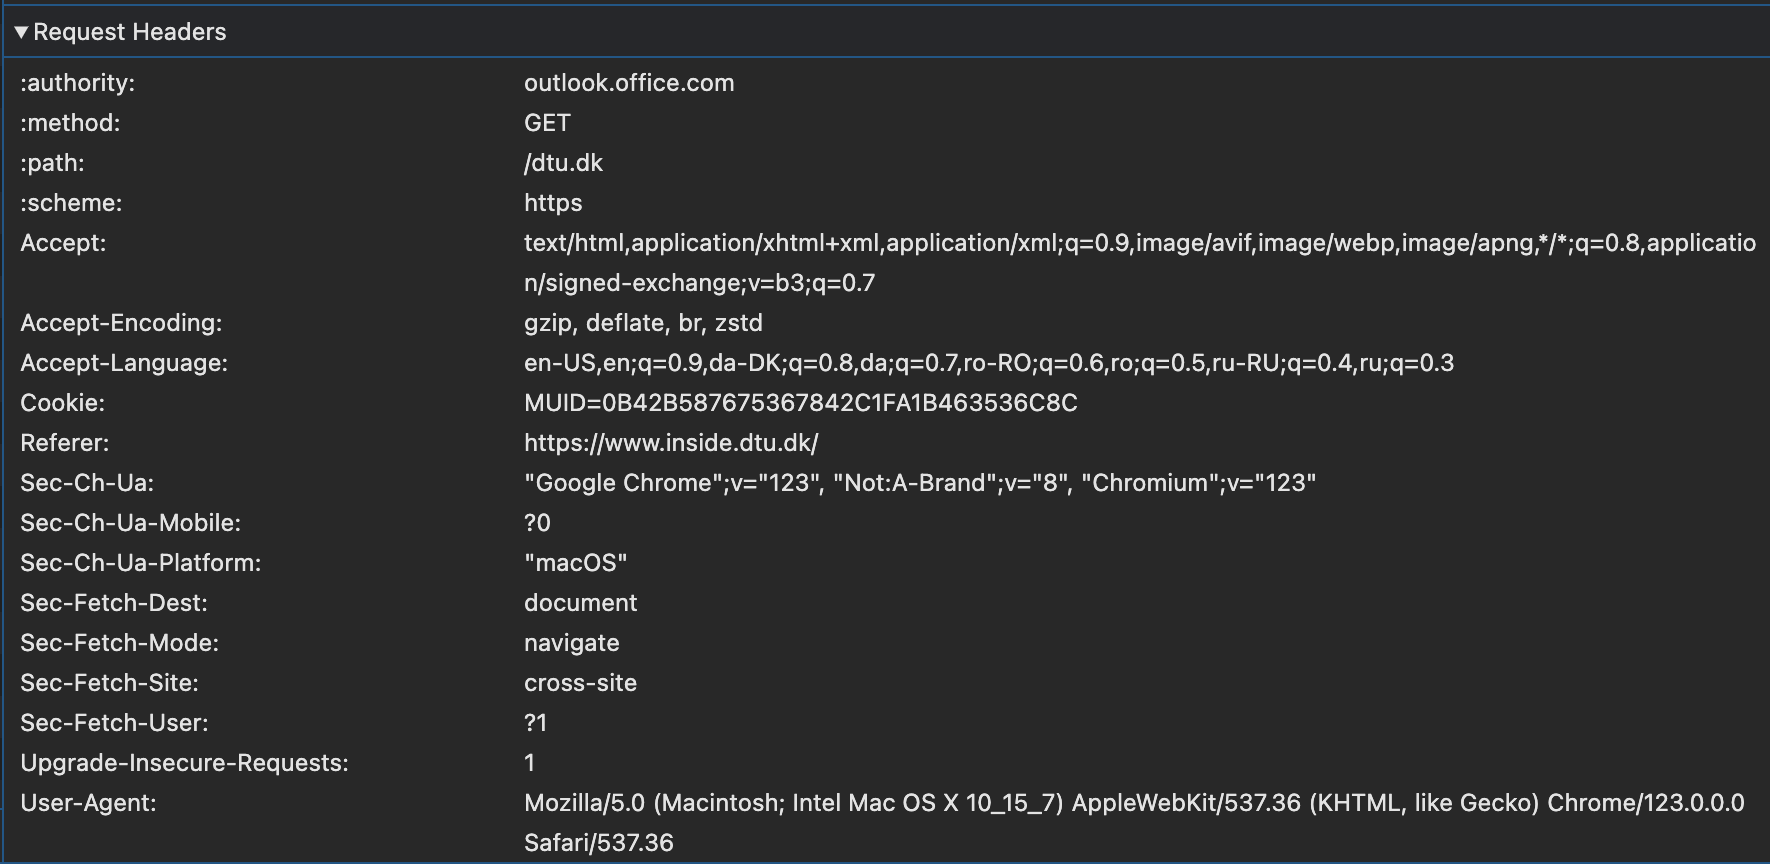 ▼Request Headers
:authority: outlook.office.com
:method: GET
:path: /dtu.dk
:scheme: https
Accept: text/html,application/xhtml+xml,application/xml;q=0.9,image/avif,image/webp,image/apng,*/*;q=0.8,applicatio
n/signed-exchange;v=b3;q=0.7
Accept-Encoding: gzip, deflate, br, zstd
Accept-Language: en-US,en;q=0.9,da-DK;q=0.8,da;q=0.7,ro-RO;q=0.6,ro;q=0.5,ru-RU;q=0.4,ru;q=0.3
Cookie: MUID=0B42B587675367842C1FA1B463536C8C
Referer: https://www.inside.dtu.dk/
Sec-Ch-Ua: "Google Chrome";v="123", "Not:A-Brand";v="8", "Chromium";v="123"
Sec-Ch-Ua-Mobile: ?0
Sec-Ch-Ua-Platform: "macOS"
Sec-Fetch-Dest: document
Sec-Fetch-Mode: navigate
Sec-Fetch-Site: cross-site
Sec-Fetch-User: ?1
Upgrade-Insecure-Requests: 1
User-Agent: Mozilla/5.0 (Macintosh; Intel Mac OS X 10_15_7) AppleWebKit/537.36 (KHTML, like Gecko) Chrome/123.0.0.0
Safari/537.36